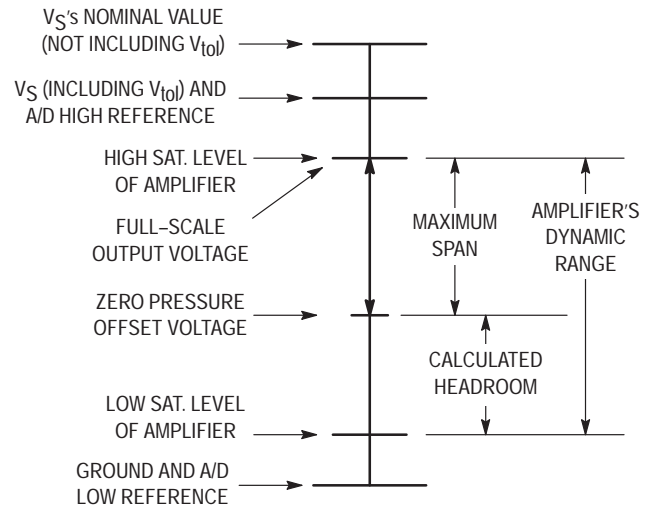 VS's NOMINAL VALUE
(NOT INCLUDING Vtol)
VS (INCLUDING Vtol) AND
A/D HIGH REFERENCE
HIGH SAT. LEVEL
OF AMPLIFIER
FULL–SCALE
OUTPUT VOLTAGE
MAXIMUM
SPAN
AMPLIFIER'S
DYNAMIC
RANGE
ZERO PRESSURE
OFFSET VOLTAGE
CALCULATED
HEADROOM
LOW SAT. LEVEL
OF AMPLIFIER
GROUND AND A/D
LOW REFERENCE